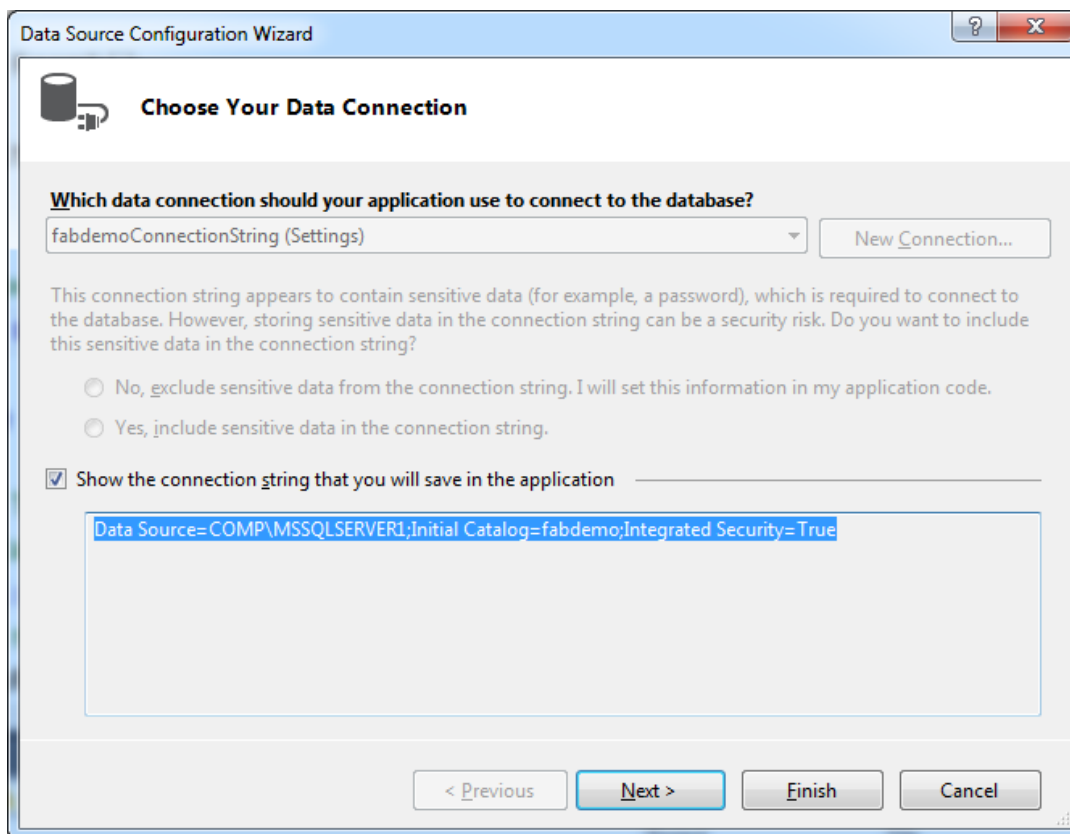 Data Source Configuration Wizard
Choose Your Data Connection
Which data connection should your application use to connect to the database?
fabdemoConnectionString (Settings)
New Connection...
This connection string appears to contain sensitive data (for example, a password), which is required to connect to
the database. However, storing sensitive data in the connection string can be a security risk. Do you want to include
this sensitive data in the connection string?
No, exclude sensitive data from the connection string. I will set this information in my application code.
Yes, include sensitive data in the connection string.
Show the connection string that you will save in the application
Data Source=COMP\MSSQLSERVER1;Initial Catalog=fabdemo;Integrated Security=True
< Previous
Next >
Finish
Cancel